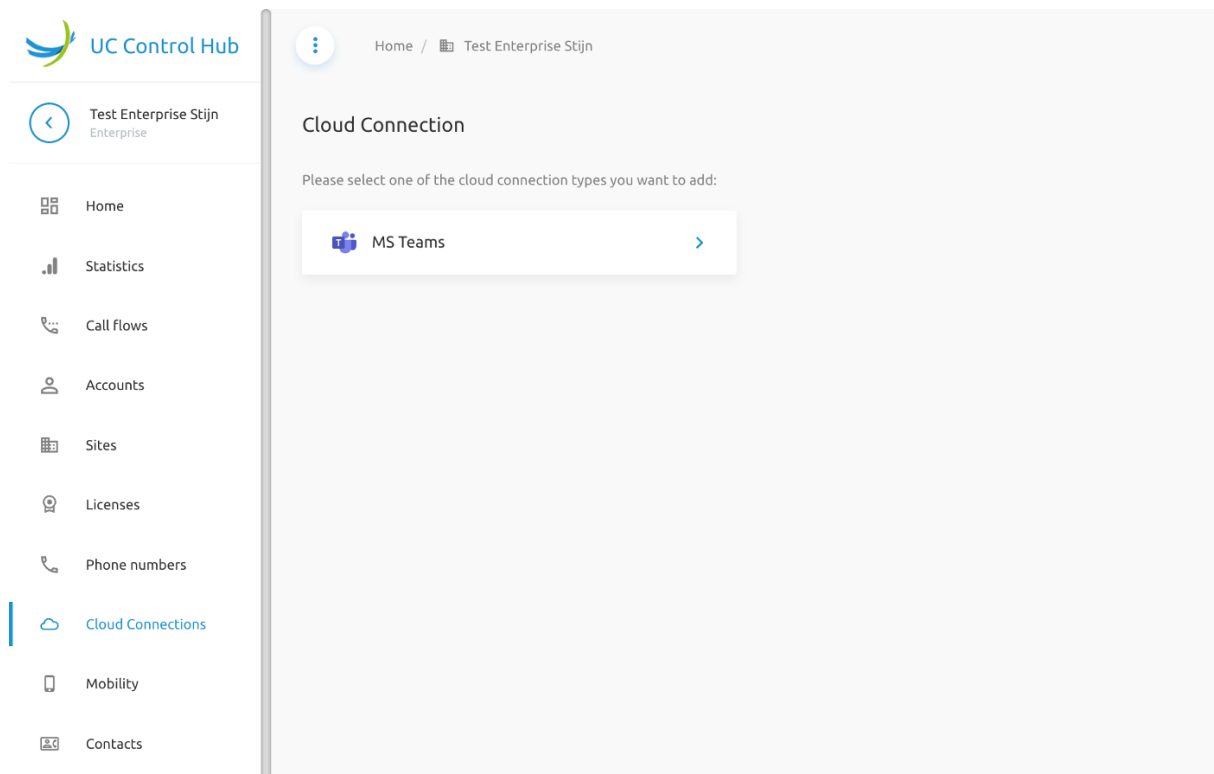 UC Control Hub
Home / Test Enterprise Stijn
Test Enterprise Stijn
Enterprise
Home
Statistics
Call flows
Accounts
Sites
Licenses
Phone numbers
Cloud Connections
Mobility
Contacts
Cloud Connection
Please select one of the cloud connection types you want to add:
MS Teams